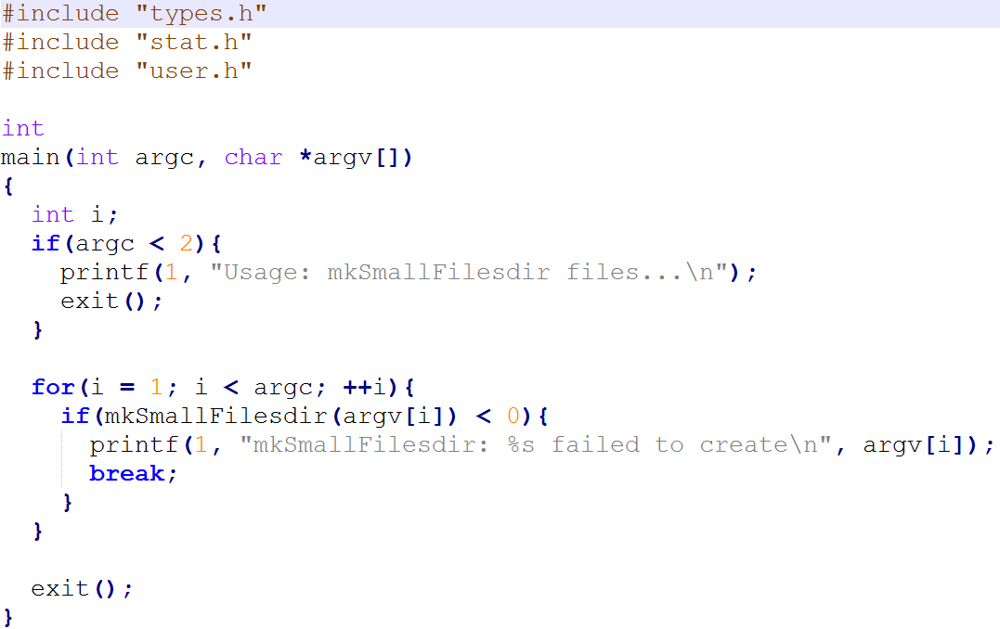 #include "types.h"
#include "stat.h"
#include "user.h"

int
main(int argc, char *argv[])
{
  int i;
  if(argc < 2){
    printf(1, "Usage: mkSmallFilesdir files...\n");
    exit();
  }

  for(i = 1; i < argc; ++i){
    if(mkSmallFilesdir(argv[i]) < 0){
      printf(1, "mkSmallFilesdir: %s failed to create\n", argv[i]);
      break;
    }
  }

  exit();
}